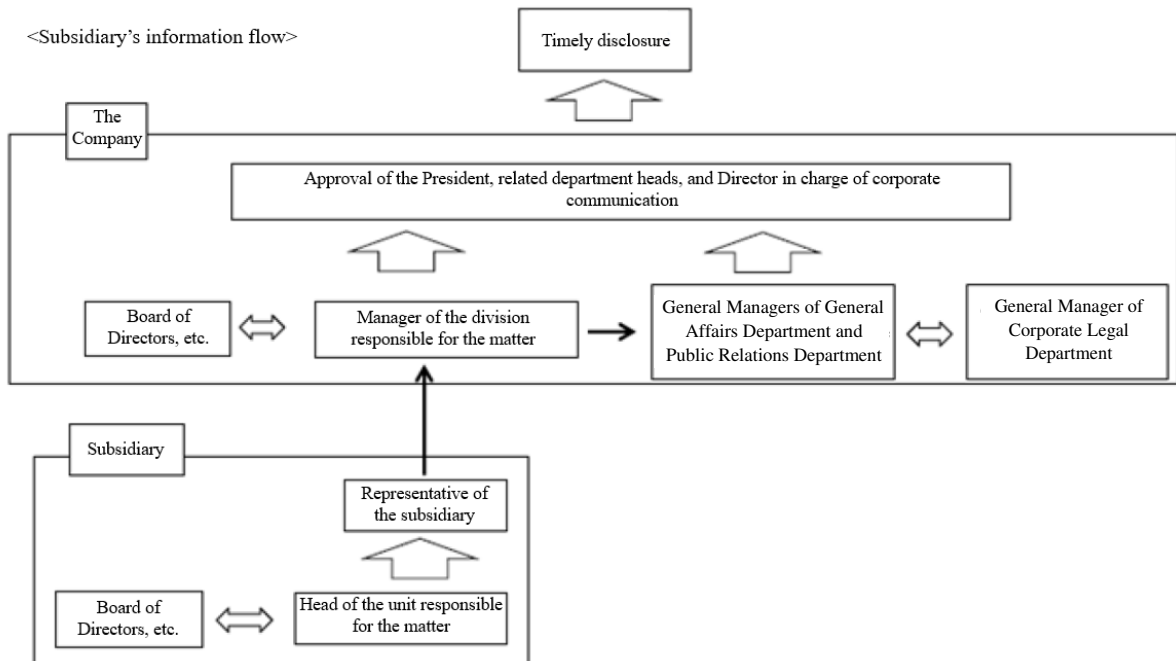 <Subsidiary's information flow>
Timely disclosure
The
Company
Approval of the President, related department heads, and Director in charge of corporate
communication
Board of
Directors, etc.
Manager of the division
responsible for the matter
General Managers of General
Affairs Department and
Public Relations Department
General Manager of
Corporate Legal
Department
Subsidiary
Representative of
the subsidiary
Board of
Directors, etc.
Head of the unit responsible
for the matter